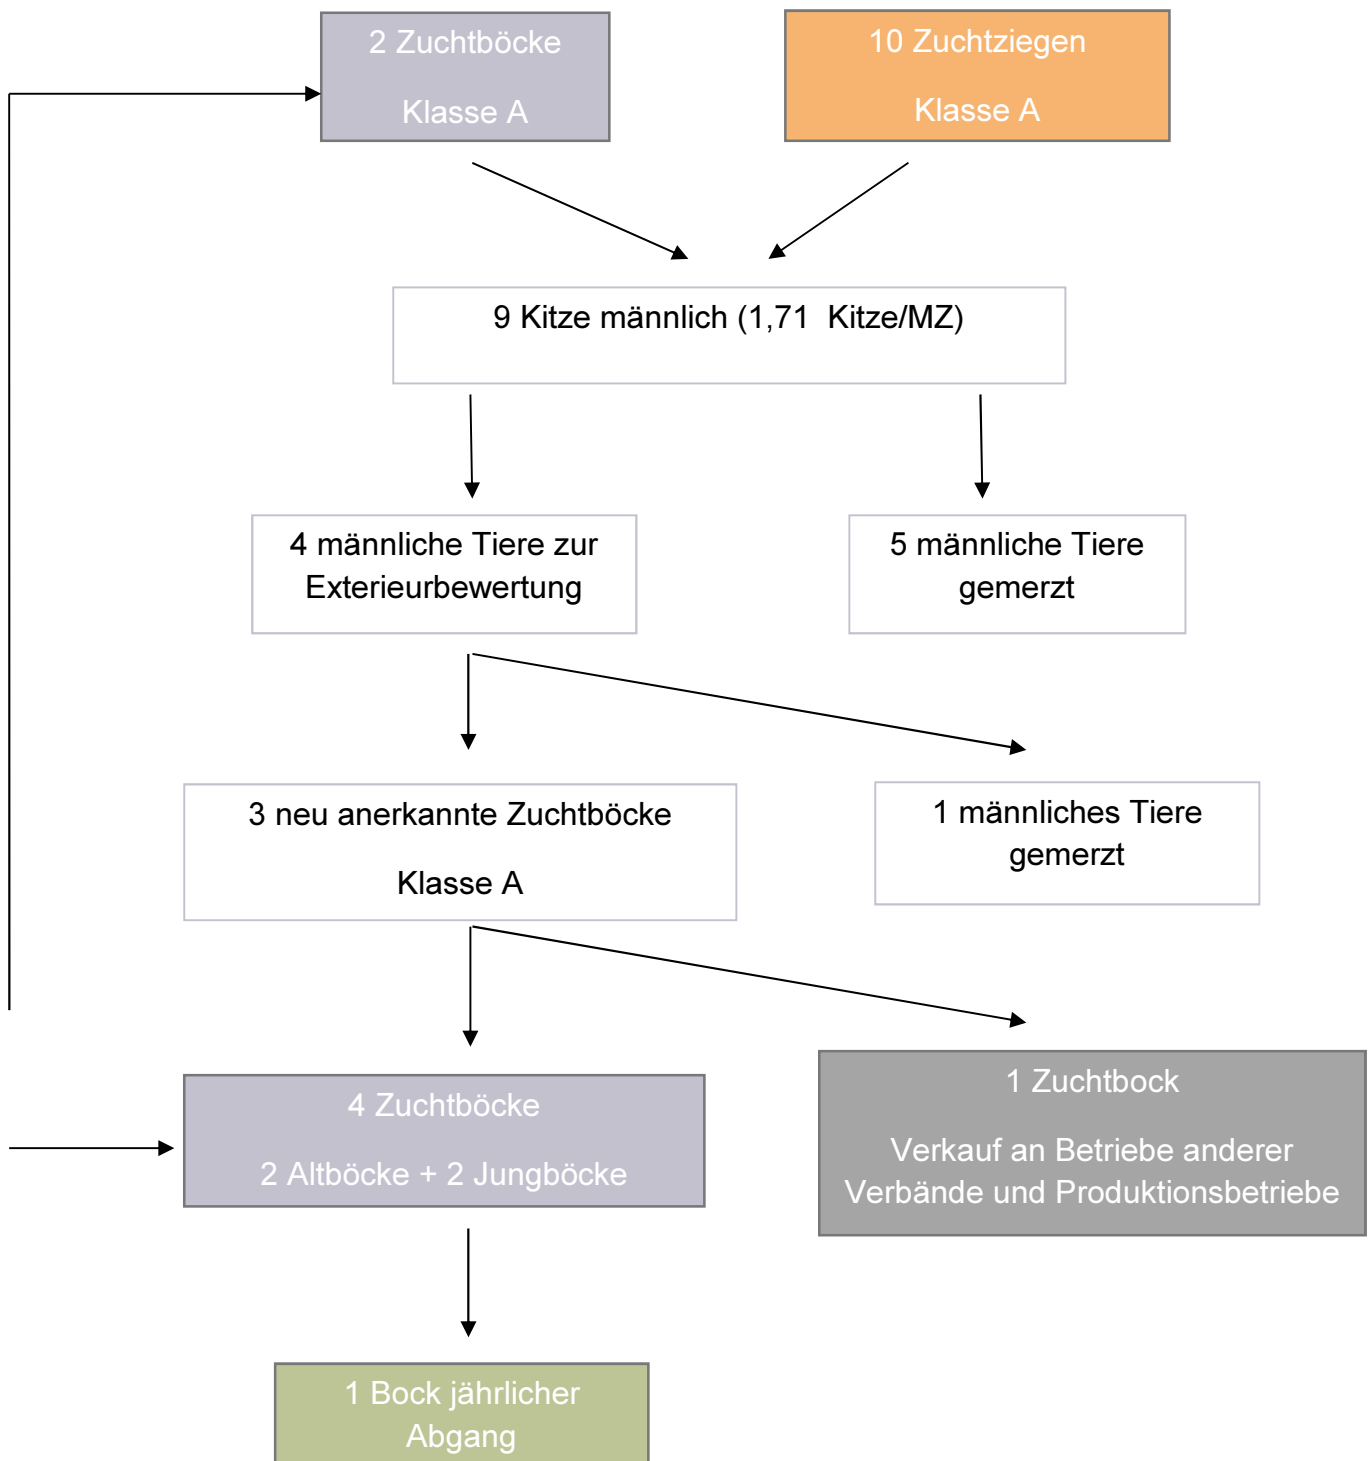 2 Zuchtböcke
Klasse A
10 Zuchtziegen
Klasse A
9 Kitze männlich (1,71 Kitze/MZ)
4 männliche Tiere zur
Exterieurbewertung
5 männliche Tiere
gemerzt
3 neu anerkannte Zuchtböcke
Klasse A
1 männliches Tiere
gemerzt
4 Zuchtböcke
2 Altböcke + 2 Jungböcke
1 Zuchtbock
Verkauf an Betriebe anderer
Verbände und Produktionsbetriebe
1 Bock jährlicher
Abgang